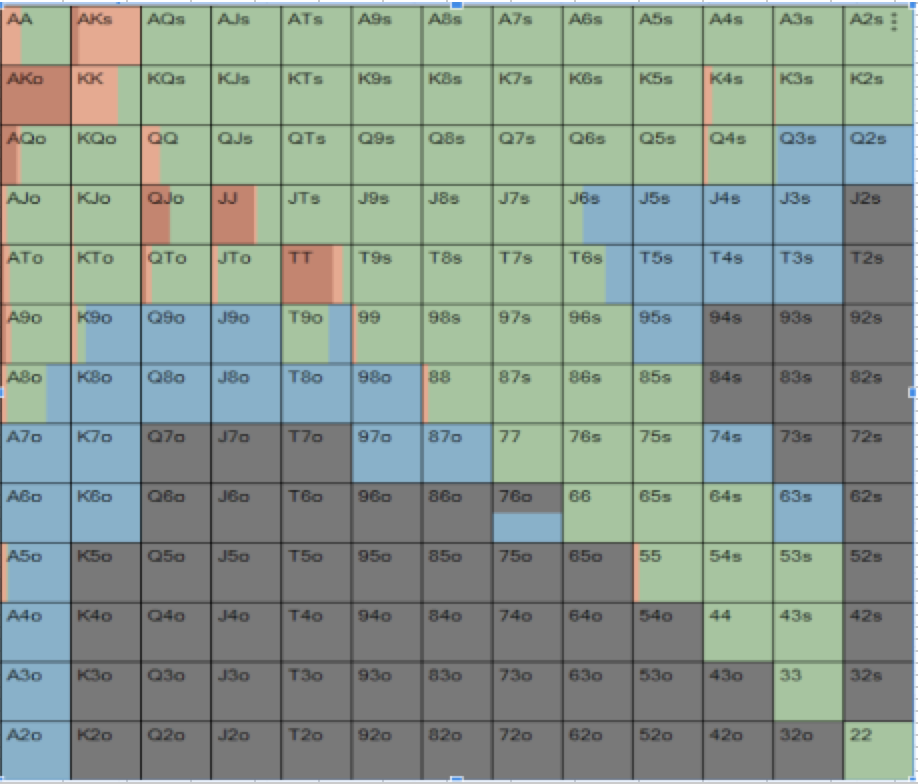 AA AKs AQs AJs ATs A9s A8s A7s A6s A5s A4s A3s A2s
AKo KK KQs KJs KTs K9s K8s K7s K6s K5s K4s K3s K2s
AQo KQo QQ QJs QTs Q9s Q8s Q7s Q6s Q5s Q4s Q3s Q2s
AJo KJo QJo JJ JTs J9s J8s J7s J6s J5s J4s J3s J2s
ATo KTo QTo JTo TT T9s T8s T7s T6s T5s T4s T3s T2s
A9o K9o Q9o J9o T9o 99 98s 97s 96s 95s 94s 93s 92s
A8o K8o Q8o J8o T8o 98o 88 87s 86s 85s 84s 83s 82s
A7o K7o Q7o J7o T7o 97o 87o 77 76s 75s 74s 73s 72s
A6o K6o Q6o J6o T6o 96o 86o 76o 66 65s 64s 63s 62s
A5o K5o Q5o J5o T5o 95o 85o 75o 65o 55 54s 53s 52s
A4o K4o Q4o J4o T4o 94o 84o 74o 64o 54o 44 43s 42s
A3o K3o Q3o J3o T3o 93o 83o 73o 63o 53o 43o 33 32s
A2o K2o Q2o J2o T2o 92o 82o 72o 62o 52o 42o 32o 22